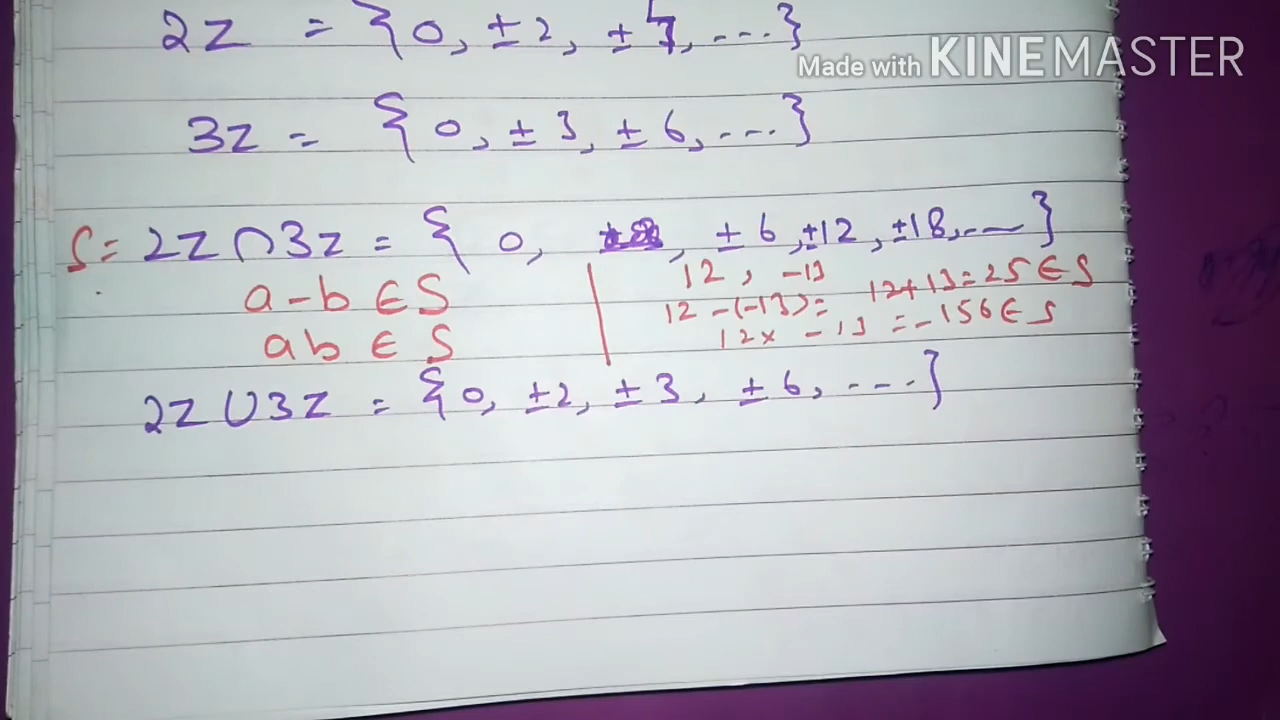 2Z = {0, ±2, ±4, ---}
Made with KINEMASTER
3Z = {0, ±3, ±6, ---}
S = 2Z ∩ 3Z = {0, , ±6, ±12, ±18, ---}
a-b ∈ S
12, -13
12-(-13) = 12+13=25 ∈ S
ab ∈ S
12x -13 = -156 ∈ S
2Z ∪ 3Z = {0, ±2, ±3, ±6, ---}